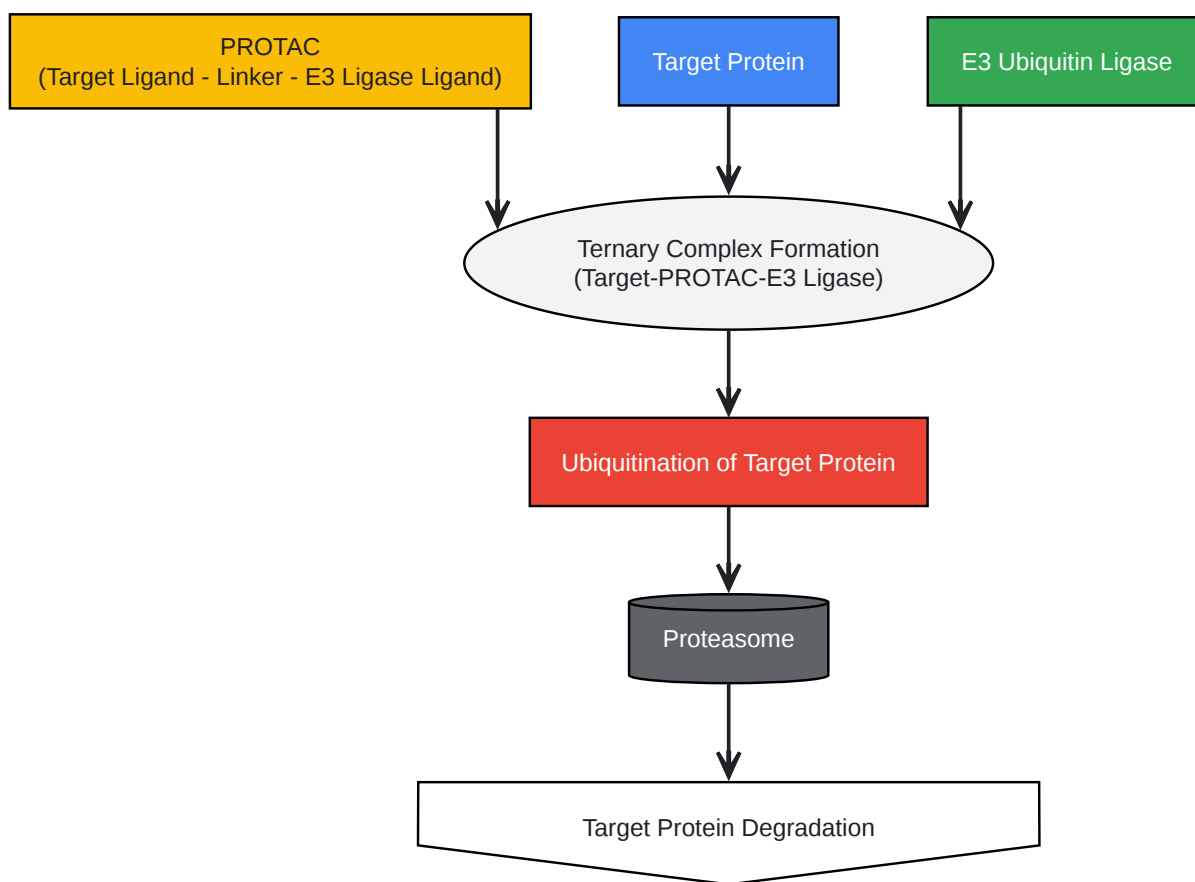 PROTAC
(Target Ligand - Linker - E3 Ligase Ligand)
Target Protein
E3 Ubiquitin Ligase
Ternary Complex Formation
(Target-PROTAC-E3 Ligase)
Ubiquitination of Target Protein
Proteasome
Target Protein Degradation